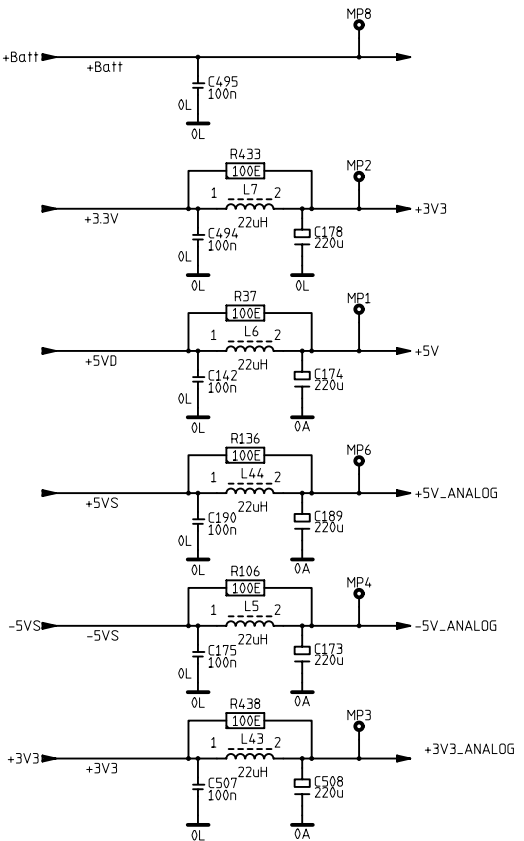 MP8
+Batt
+Batt
C495
100n
0L
0L
R433
100E
MP2
1 L7 2
+3.3V
+3V3
22uH
C494
100n
C178
220u
0L
0L
0L
R37
100E
MP1
1 L6 2
+5VD
+5V
22uH
C142
100n
C174
220u
0L
0L
0A
R136
100E
MP6
1 L44 2
+5VS
+5V_ANALOG
22uH
C190
100n
C189
220u
0L
0L
0A
R106
100E
MP4
1 L5 2
-5VS
-5VS
-5V_ANALOG
22uH
C175
100n
C173
220u
0L
0L
0A
R438
100E
MP3
1 L43 2
+3V3
+3V3
+3V3_ANALOG
22uH
C507
100n
C508
220u
0L
0A